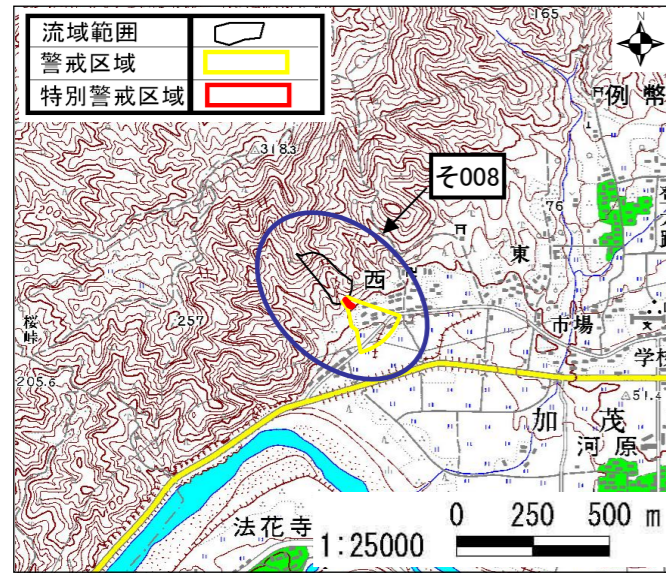 流域範囲
警戒区域
特別警戒区域
165
N
例幣
318.3
そ008
76
東
西
257
桜峠
市場
学校
205.6
51.4
加茂
河原
法花寺
0 250 500 m
1:25000